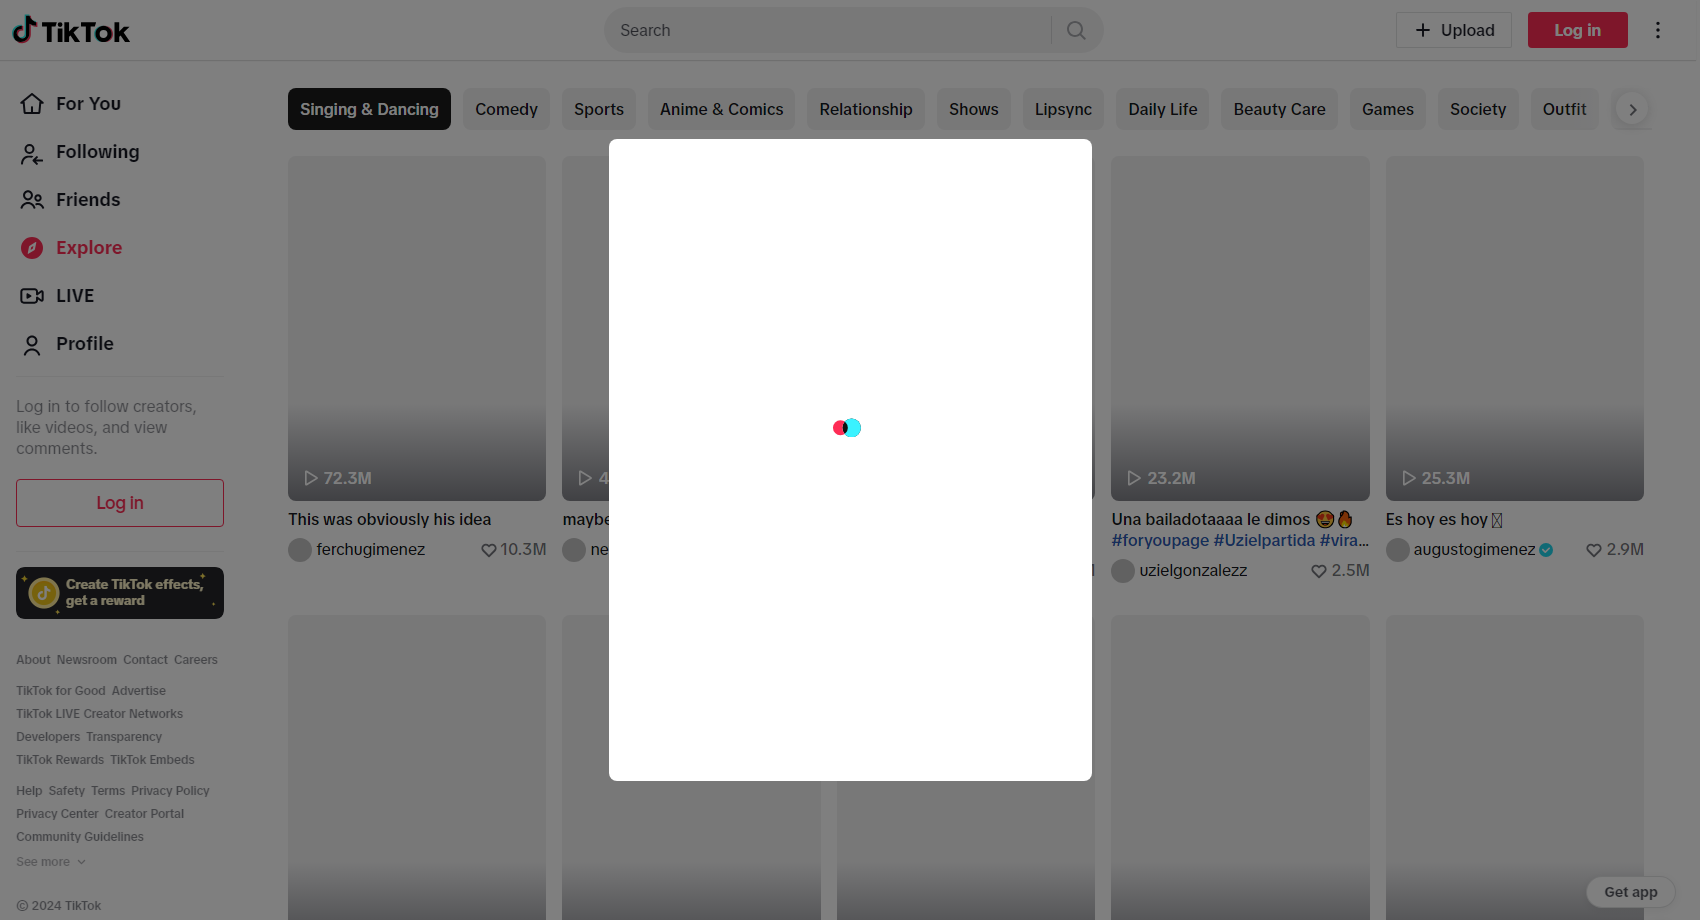 TikTok
Search
Upload
Log in
For You
Following
Friends
Explore
LIVE
Profile
Log in to follow creators,
like videos, and view
comments.
Log in
Create TikTok effects,
get a reward
About Newsroom Contact Careers
TikTok for Good Advertise
TikTok LIVE Creator Networks
Developers Transparency
TikTok Rewards TikTok Embeds
Help Safety Terms Privacy Policy
Privacy Center Creator Portal
Community Guidelines
See more
© 2024 TikTok
Singing & Dancing Comedy Sports Anime & Comics Relationship Shows Lipsync Daily Life Beauty Care Games Society Outfit
72.3M
This was obviously his idea
ferchugimenez 10.3M
maybe
23.2M
Una bailadotaaaa le dimos 😍🔥
#foryoupage #Uzielpartida #vira...
uzielgonzalezz 2.5M
25.3M
Es hoy es hoy
augustogimenez 2.9M
Get app